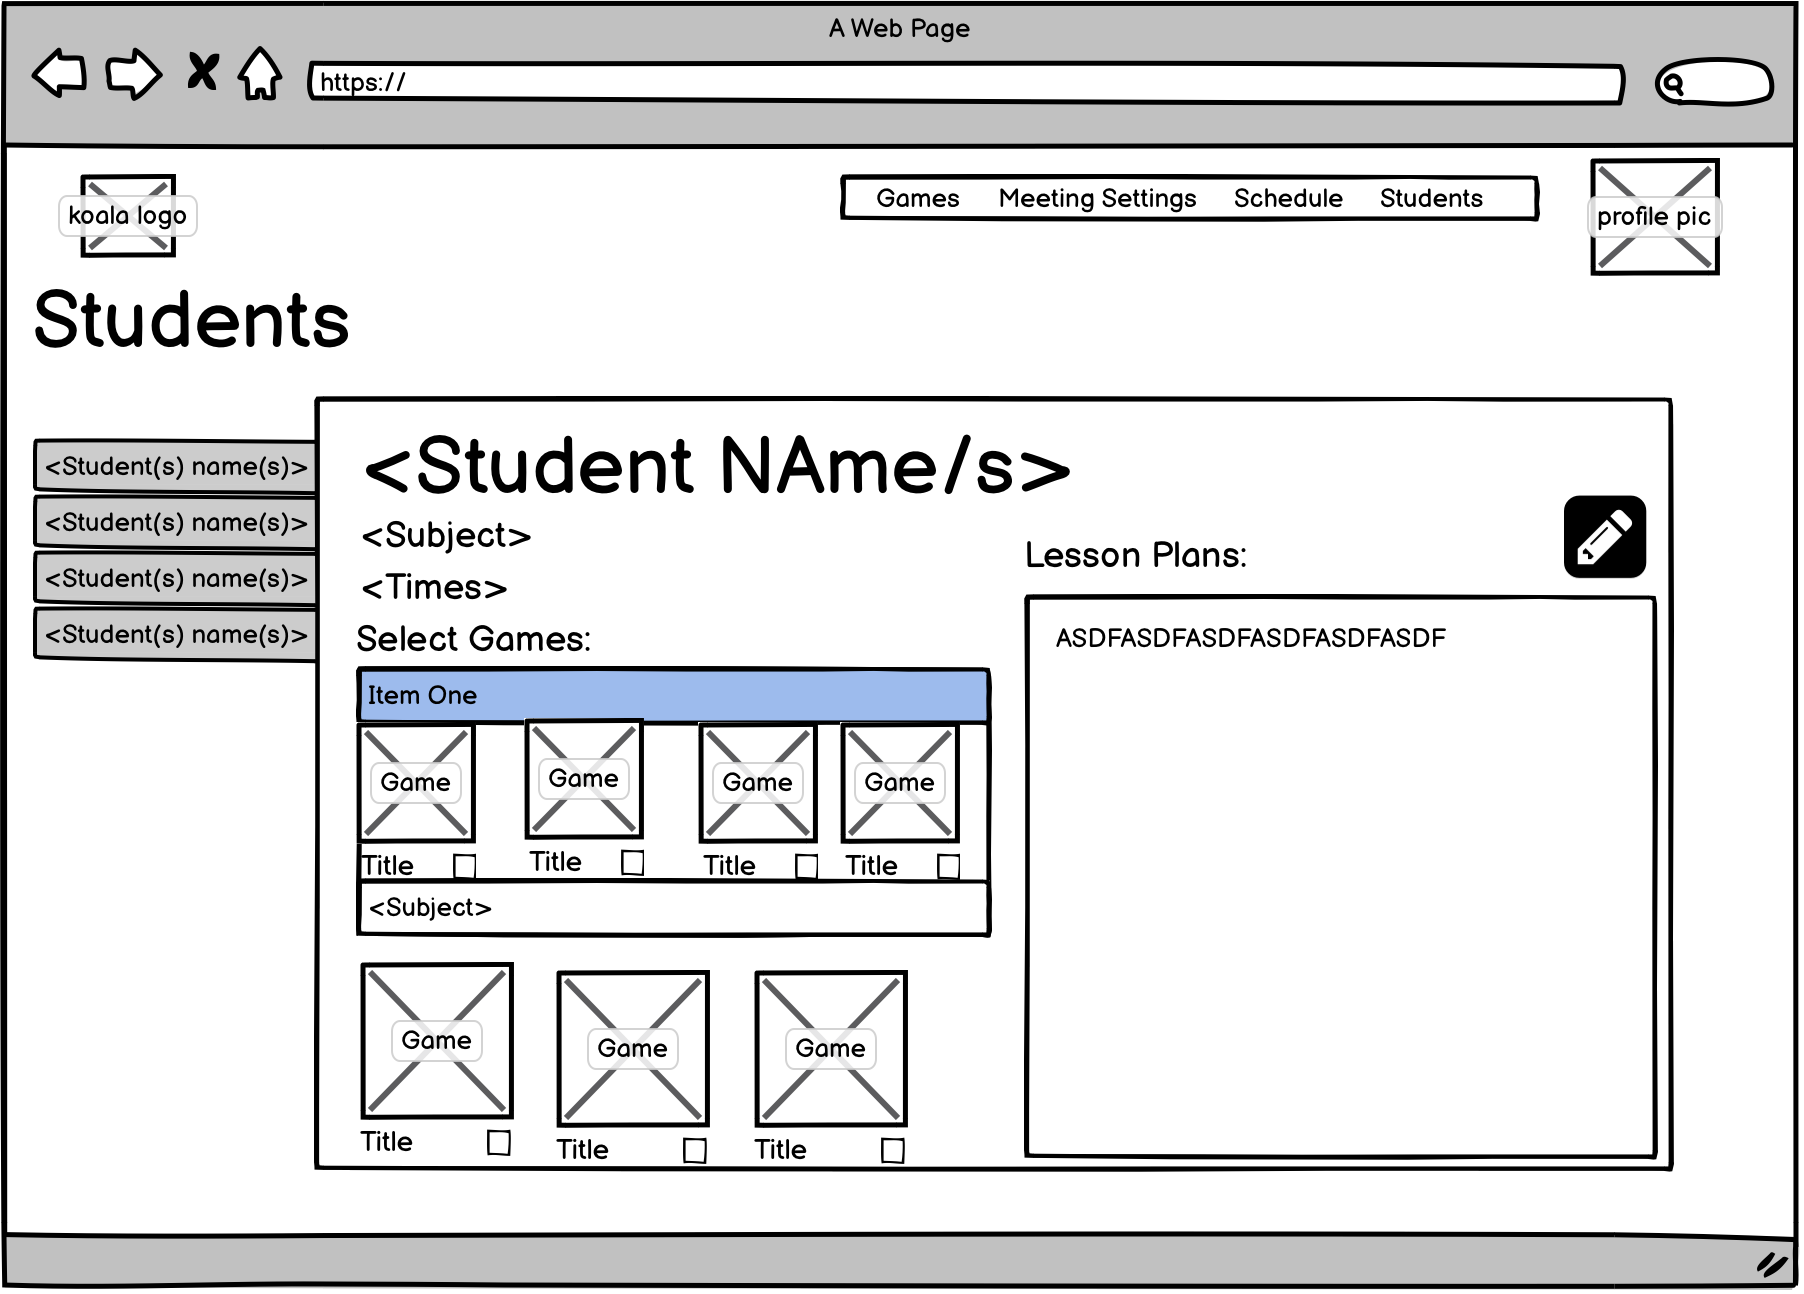 A Web Page
https://
koala logo
Games Meeting Settings Schedule Students
profile pic
Students
<Student(s) name(s)>
<Student(s) name(s)>
<Student(s) name(s)>
<Student(s) name(s)>
<Student NAme/s>
<Subject>
<Times>
Select Games:
Item One
Game Game Game Game
Title Title Title Title
<Subject>
Game Game Game
Title Title Title
Lesson Plans:
ASDFASDFASDFASDFASDFASDF